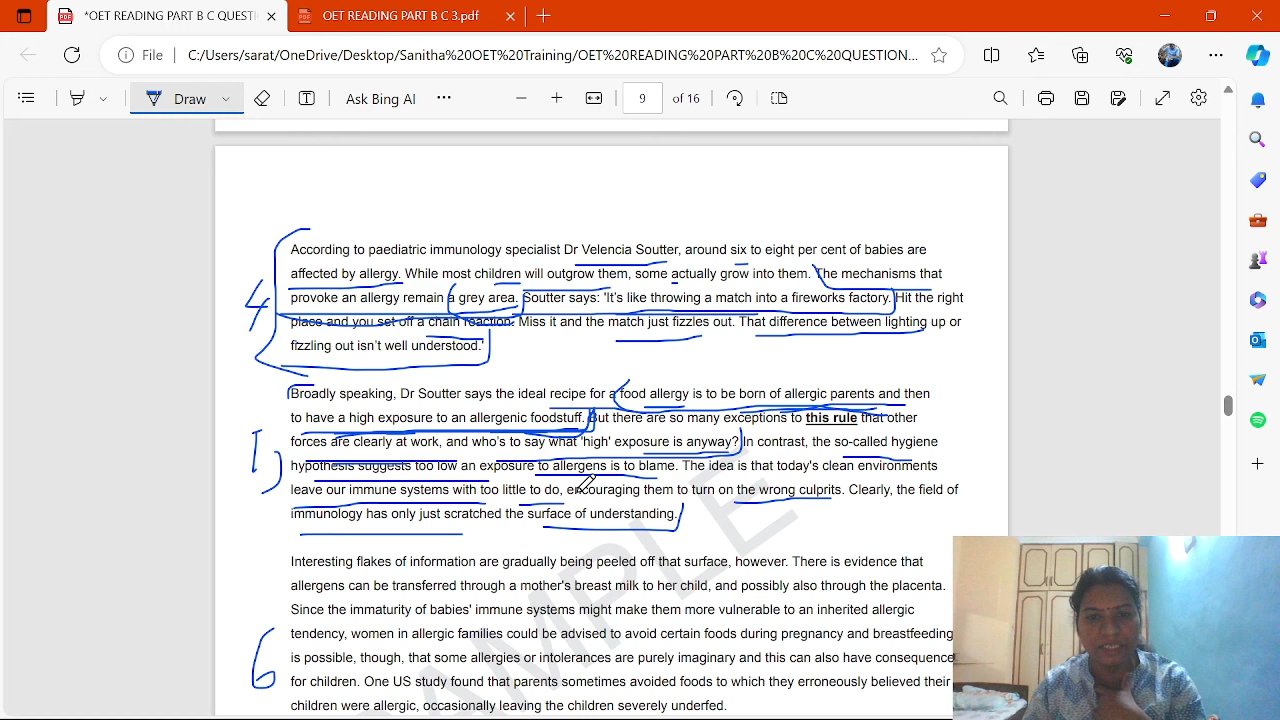 *OET READING PART B C QUESTI
OET READING PART B C 3.pdf
File
C:/Users/sarat/OneDrive/Desktop/Sanitha%20OET%20Training/OET%20READING%20PART%20B%20C%20QUESTION...
Draw
Ask Bing AI
9 of 16
According to paediatric immunology specialist Dr Velencia Soutter, around six to eight per cent of babies are
affected by allergy. While most children will outgrow them, some actually grow into them. The mechanisms that
provoke an allergy remain a grey area. Soutter says: 'It's like throwing a match into a fireworks factory. Hit the right
place and you set off a chain reaction. Miss it and the match just fizzles out. That difference between lighting up or
fizzling out isn't well understood.'
4
Broadly speaking, Dr Soutter says the ideal recipe for a food allergy is to be born of allergic parents and then
to have a high exposure to an allergenic foodstuff. But there are so many exceptions to this rule that other
forces are clearly at work, and who's to say what 'high' exposure is anyway? In contrast, the so-called hygiene
hypothesis suggests too low an exposure to allergens is to blame. The idea is that today's clean environments
leave our immune systems with too little to do, encouraging them to turn on the wrong culprits. Clearly, the field of
immunology has only just scratched the surface of understanding.
Interesting flakes of information are gradually being peeled off that surface, however. There is evidence that
allergens can be transferred through a mother's breast milk to her child, and possibly also through the placenta.
Since the immaturity of babies' immune systems might make them more vulnerable to an inherited allergic
tendency, women in allergic families could be advised to avoid certain foods during pregnancy and breastfeeding
is possible, though, that some allergies or intolerances are purely imaginary and this can also have consequence
for children. One US study found that parents sometimes avoided foods to which they erroneously believed their
children were allergic, occasionally leaving the children severely underfed.
6
SAMPLE